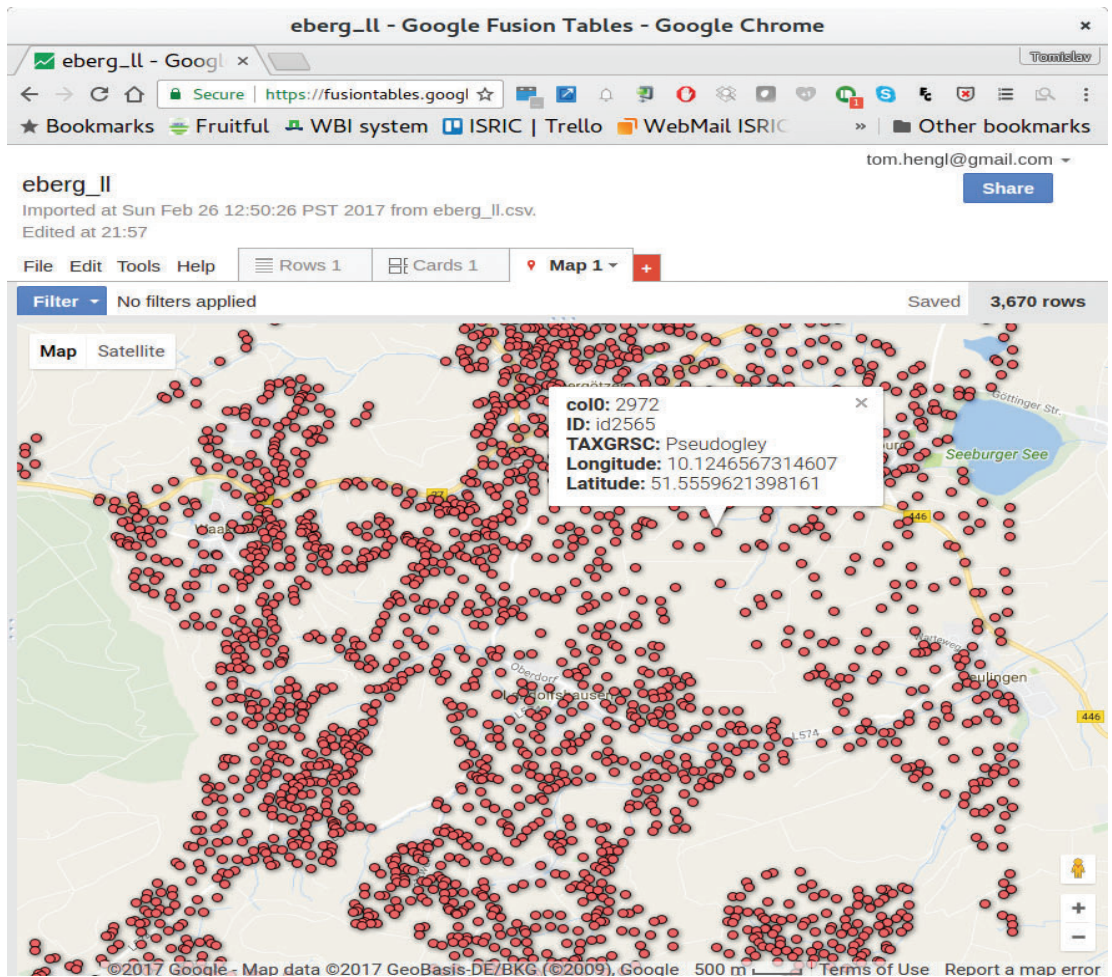 eberg_ll - Google Fusion Tables - Google Chrome
eberg_ll - Googl
Tomislav
Secure https://fusiontables.googl
1
Bookmarks Fruitful WBI system ISRIC | Trello WebMail ISRIC » Other bookmarks
tom.hengl@gmail.com
eberg_ll
Share
Imported at Sun Feb 26 12:50:26 PST 2017 from eberg_ll.csv.
Edited at 21:57
File Edit Tools Help Rows 1 Cards 1 Map 1 +
Filter No filters applied Saved 3,670 rows
Map Satellite
Göttinger Str.
col0: 2972
ID: id2565
TAXGRSC: Pseudogley
Longitude: 10.1246567314607
Latitude: 51.5559621398161
Seeburger See
27
446
Oberdorf
446
L574
©2017 Google - Map data ©2017 GeoBasis-DE/BKG (©2009), Google 500 m Terms of Use Report a map error